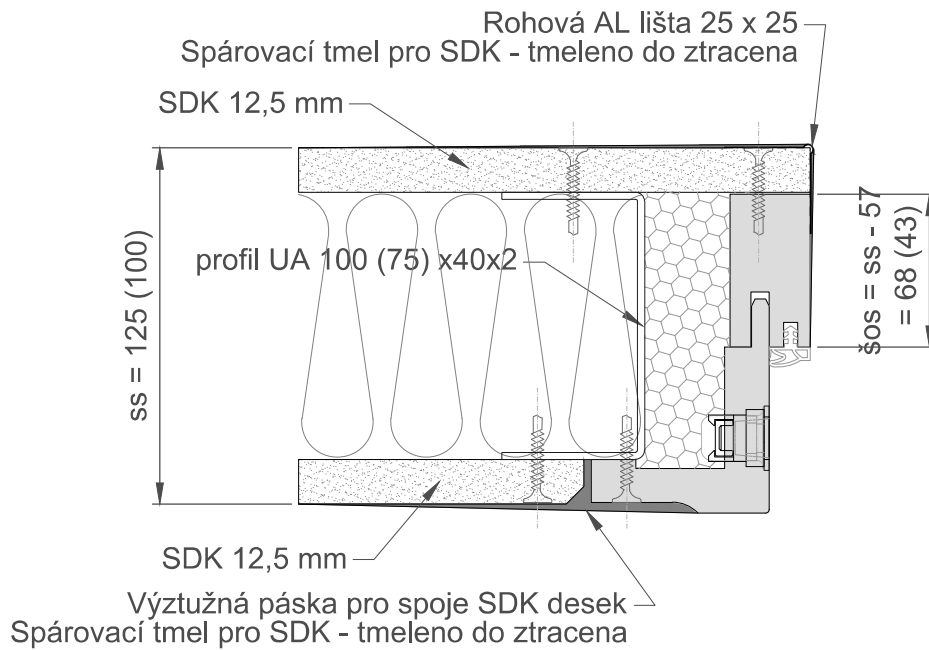 Rohová AL lišta 25 x 25
Spárovací tmel pro SDK - tmeleno do ztracena
SDK 12,5 mm
profil UA 100 (75) x40x2
ss = 125 (100)
šos = ss - 57
= 68 (43)
SDK 12,5 mm
Výztužná páska pro spoje SDK desek
Spárovací tmel pro SDK - tmeleno do ztracena